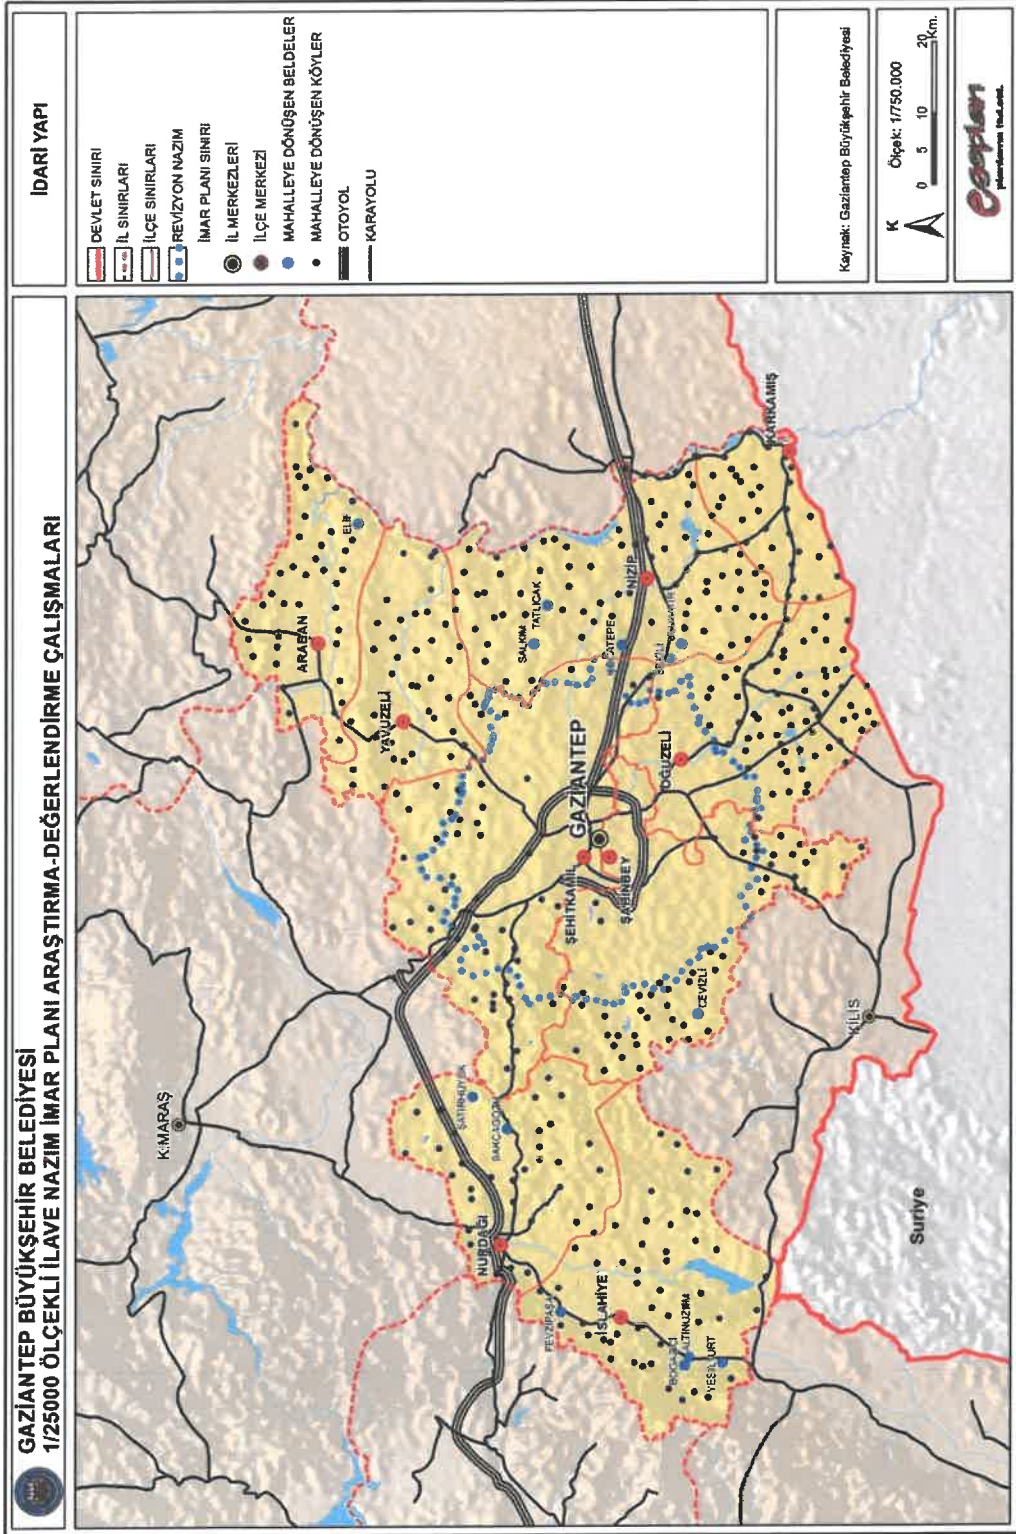 GAZİANTEP BÜYÜKŞEHİR BELEDİYESİ
1/25000 ÖLÇEKLİ İLAVE NAZIM İMAR PLANI ARAŞTIRMA-DEĞERLENDİRME ÇALIŞMALARI
İDARİ YAPI
DEVLET SINIRI
İL SINIRLARI
İLÇE SINIRLARI
REVİZYON NAZIM
İMAR PLANI SINIRI
İL MERKEZLERİ
İLÇE MERKEZİ
MAHALLEYE DÖNÜŞEN BELDELER
MAHALLEYE DÖNÜŞEN KÖYLER
OTOYOL
KARAYOLU
Kaynak: Gaziantep Büyükşehir Belediyesi
K
Ölçek: 1/750.000
0 5 10 20
Km.
K.MARAŞ
ARABAN
ELİF
YAVUZELİ
SALKIM
TATLICAK
NİZİP
KARKAMIŞ
GAZİANTEP
ŞEHİTKAMİL
ŞAHİNBEY
OĞUZELİ
CEVİZLİ
KİLİS
SATIRHÜYÜK
SAKÇAGÖZÜ
NURDAĞI
FEVZİPAŞA
İSLAHİYE
BOĞAZİÇİ
ALTINÜZÜM
YEŞİLYURT
Suriye